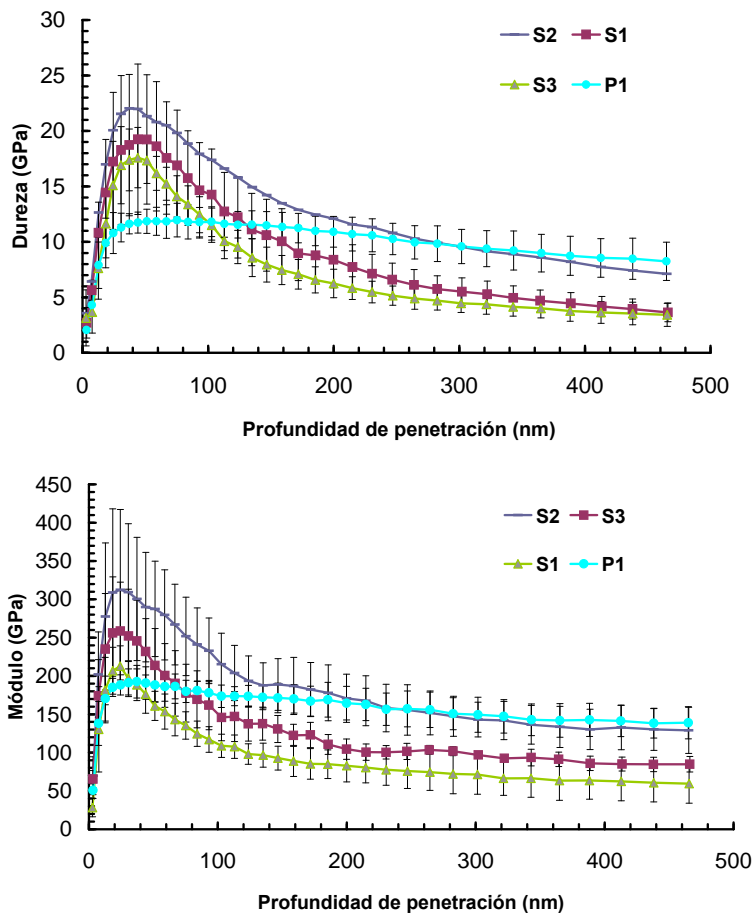 30
25
20
15
10
5
0
Dureza (GPa)
S2 S1
S3 P1
0 100 200 300 400 500
Profundidad de penetración (nm)
450
400
350
300
250
200
150
100
50
0
Módulo (GPa)
S2 S3
S1 P1
0 100 200 300 400 500
Profundidad de penetración (nm)